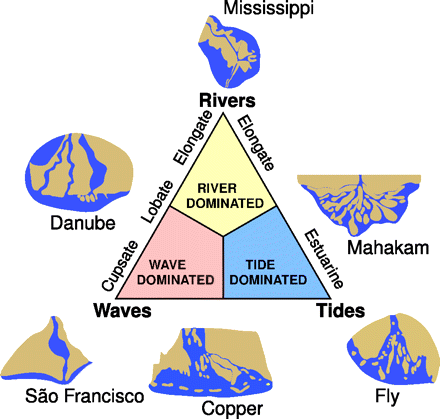 Mississippi
Rivers
Elongate
Elongate
RIVER
DOMINATED
Lobate
Danube
Mahakam
Cupsate
Estuarine
WAVE
DOMINATED
TIDE
DOMINATED
Waves
Tides
São Francisco
Copper
Fly